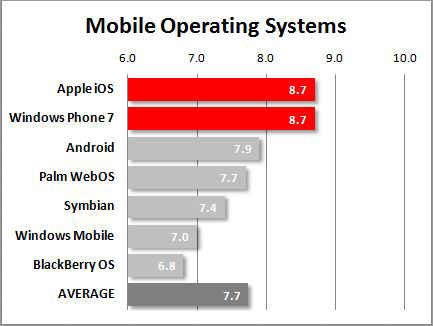 Mobile Operating Systems
6.0 7.0 8.0 9.0 10.0
Apple iOS 8.7
Windows Phone 7 8.7
Android 7.9
Palm WebOS 7.7
Symbian 7.4
Windows Mobile 7.0
BlackBerry OS 6.8
AVERAGE 7.7